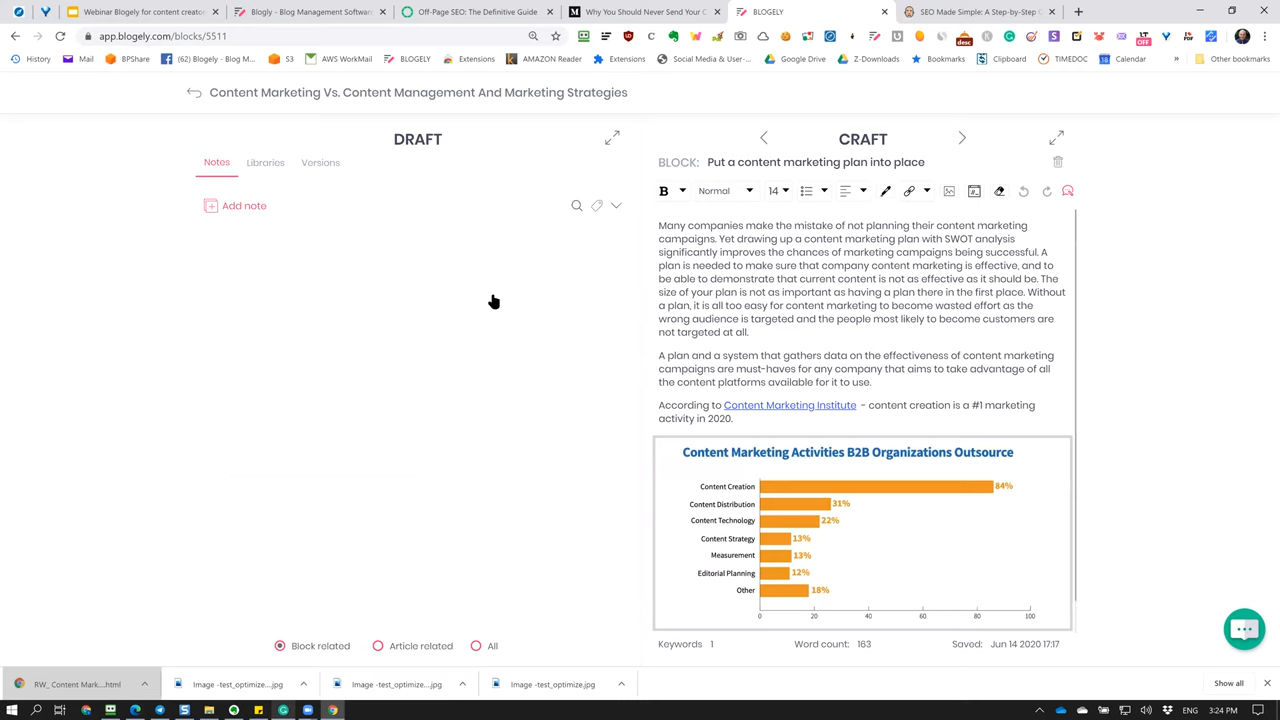 Webinar Blogely for content creato
Blogly - Blog Management Softwar
Off-Page SEO: The Definitive Guide
Why You Should Never Send Your C
BLOGELY
SEO Made Simple: A Step-by-Step C
app.blogely.com/blocks/5511
History
Mail
BPShare
(62) Blogely - Blog M...
S3
AWS WorkMail
BLOGELY
Extensions
AMAZON Reader
Extensions
Social Media & User-...
Google Drive
Z-Downloads
Bookmarks
Clipboard
TIMEDOC
Calendar
»
Other bookmarks
Content Marketing Vs. Content Management And Marketing Strategies
DRAFT
Notes
Libraries
Versions
Add note
Block related
Article related
All
CRAFT
BLOCK: Put a content marketing plan into place
B
Normal
14
Many companies make the mistake of not planning their content marketing
campaigns. Yet drawing up a content marketing plan with SWOT analysis
significantly improves the chances of marketing campaigns being successful. A
plan is needed to make sure that company content marketing is effective, and to
be able to demonstrate that current content is not as effective as it should be. The
size of your plan is not as important as having a plan there in the first place. Without
a plan, it is all too easy for content marketing to become wasted effort as the
wrong audience is targeted and the people most likely to become customers are
not targeted at all.
A plan and a system that gathers data on the effectiveness of content marketing
campaigns are must-haves for any company that aims to take advantage of all
the content platforms available for it to use.
According to Content Marketing Institute - content creation is a #1 marketing
activity in 2020.
Content Marketing Activities B2B Organizations Outsource
Content Creation 84%
Content Distribution 31%
Content Technology 22%
Content Strategy 13%
Measurement 13%
Editorial Planning 12%
Other 18%
0 20 40 60 80 100
Keywords 1
Word count: 163
Saved: Jun 14 2020 17:17
RW_ Content Mark....html
Image -test_optimize....jpg
Image -test_optimize....jpg
Image -test_optimize....jpg
Show all
3:24 PM